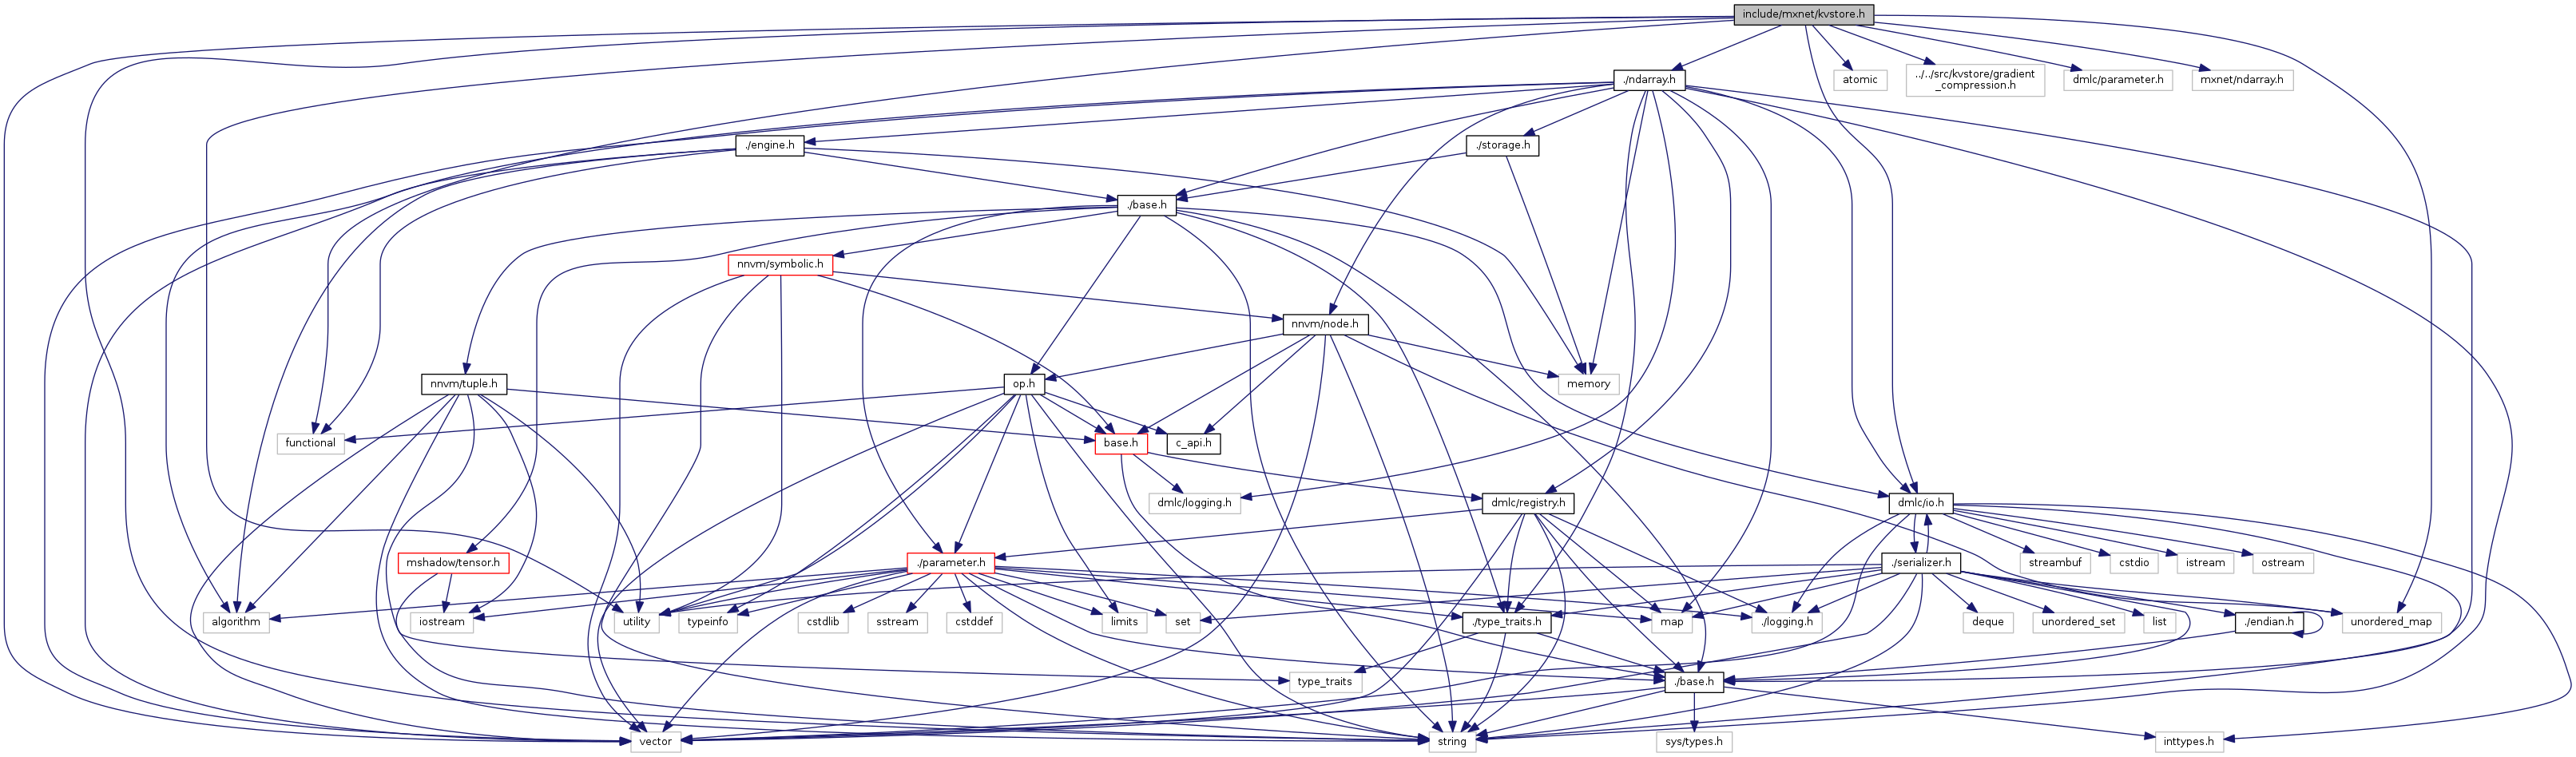 include/mxnet/kvstore.h
./ndarray.h
atomic
../../src/kvstore/gradient
_compression.h
dmlc/parameter.h
mxnet/ndarray.h
./engine.h
./storage.h
./base.h
nnvm/symbolic.h
nnvm/node.h
nnvm/tuple.h
op.h
memory
functional
base.h
c_api.h
dmlc/logging.h
dmlc/registry.h
dmlc/io.h
mshadow/tensor.h
./parameter.h
./serializer.h
streambuf
cstdio
istream
ostream
algorithm
iostream
utility
typeinfo
cstdlib
sstream
cstddef
limits
set
./type_traits.h
map
./logging.h
deque
unordered_set
list
./endian.h
unordered_map
type_traits
./base.h
vector
string
sys/types.h
inttypes.h